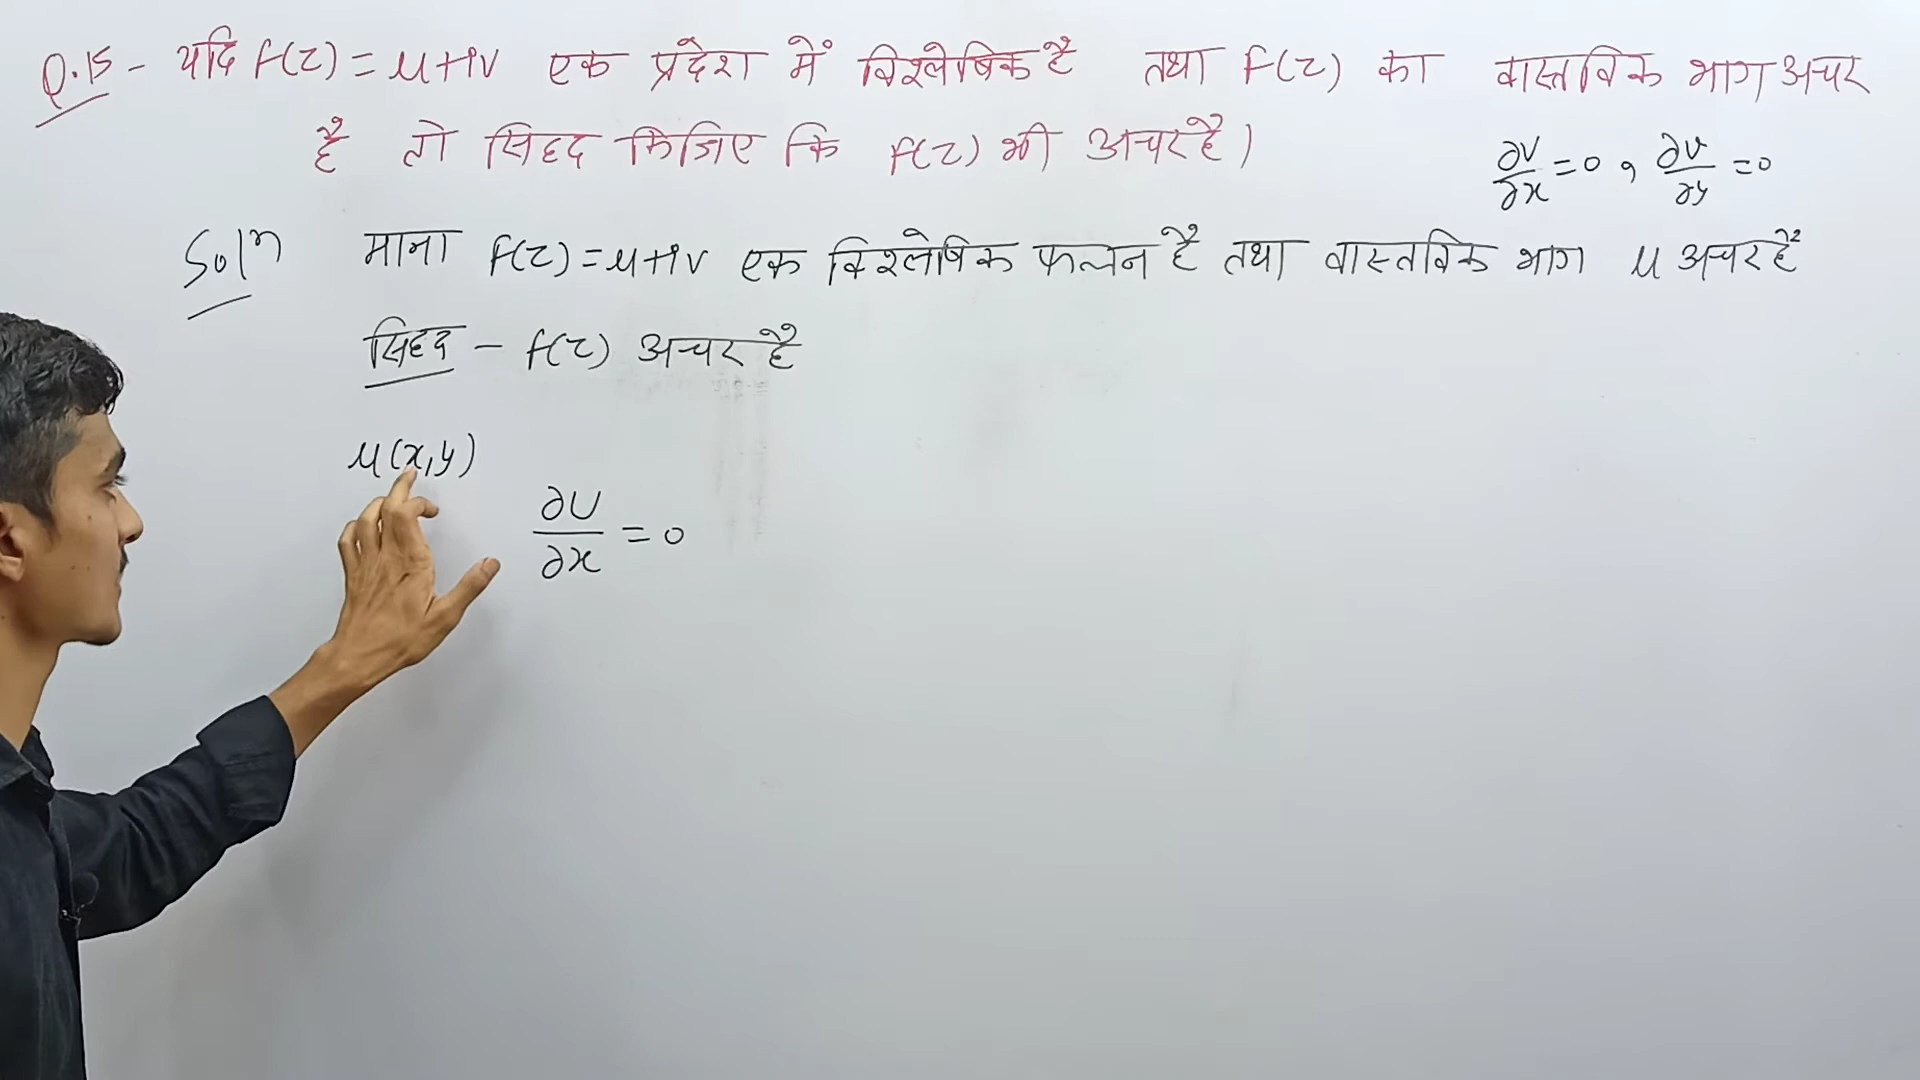 Q.15 - यदि f(z) = u+iv एक प्रदेश में विश्लेषिक है तथा f(z) का वास्तविक भाग अचर
है तो सिद्द किजिए कि f(z) भी अचर है।
∂v/∂x = 0 , ∂v/∂y = 0
Solⁿ माना f(z) = u+iv एक विश्लेषिक फलन है तथा वास्तविक भाग u अचर है
सिद्द - f(z) अचर है
u(x,y)
∂U/∂x = 0